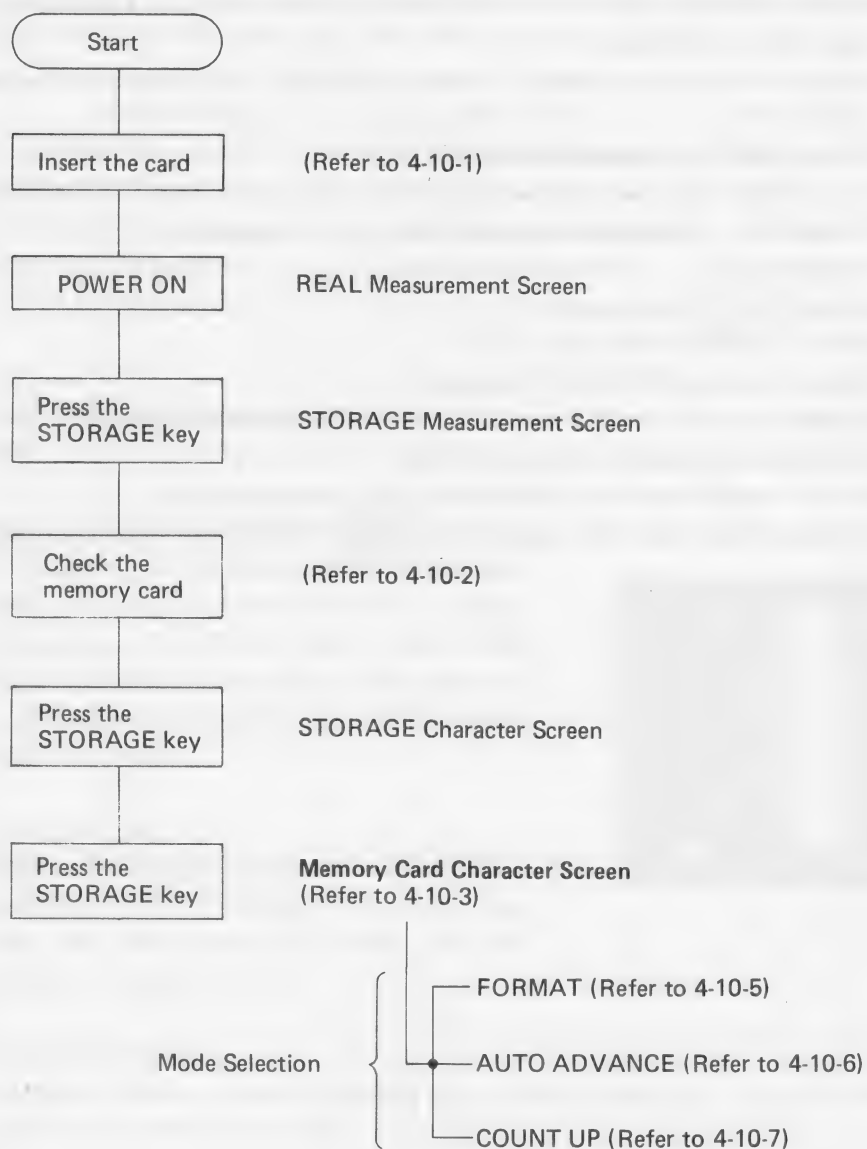 Start
Insert the card
(Refer to 4-10-1)
POWER ON
REAL Measurement Screen
Press the
STORAGE key
STORAGE Measurement Screen
Check the
memory card
(Refer to 4-10-2)
Press the
STORAGE key
STORAGE Character Screen
Press the
STORAGE key
Memory Card Character Screen
(Refer to 4-10-3)
Mode Selection
FORMAT (Refer to 4-10-5)
AUTO ADVANCE (Refer to 4-10-6)
COUNT UP (Refer to 4-10-7)